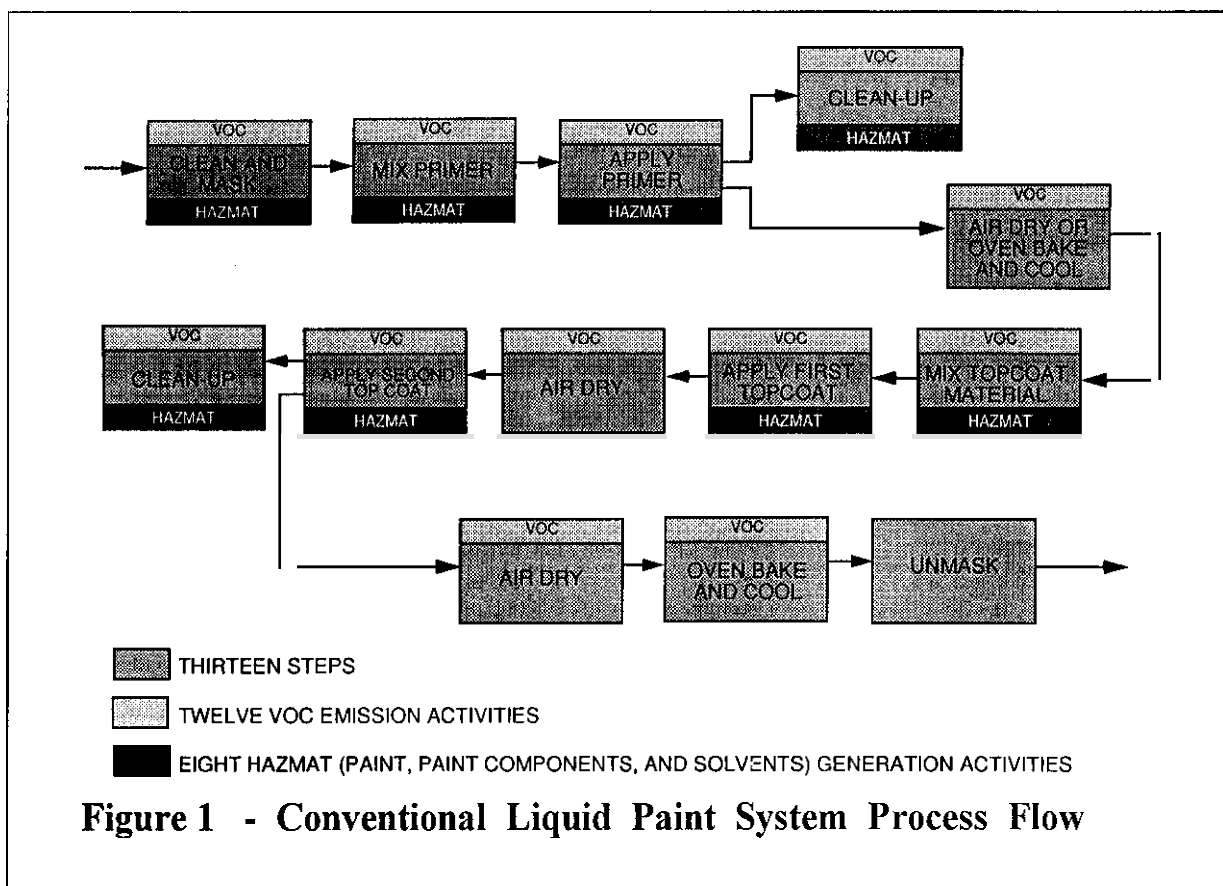 VOC
CLEAN-UP
HAZMAT
VOC
CLEAN AND
MASK
HAZMAT
VOC
MIX PRIMER
HAZMAT
VOC
APPLY
PRIMER
HAZMAT
VOC
AIR DRY OR
OVEN BAKE
AND COOL
VOC
CLEAN-UP
HAZMAT
VOC
APPLY SECOND
TOP COAT
HAZMAT
VOC
AIR DRY
VOC
APPLY FIRST
TOPCOAT
HAZMAT
VOC
MIX TOPCOAT
MATERIAL
HAZMAT
VOC
AIR DRY
VOC
OVEN BAKE
AND COOL
UNMASK
THIRTEEN STEPS
TWELVE VOC EMISSION ACTIVITIES
EIGHT HAZMAT (PAINT, PAINT COMPONENTS, AND SOLVENTS) GENERATION ACTIVITIES
Figure 1 - Conventional Liquid Paint System Process Flow